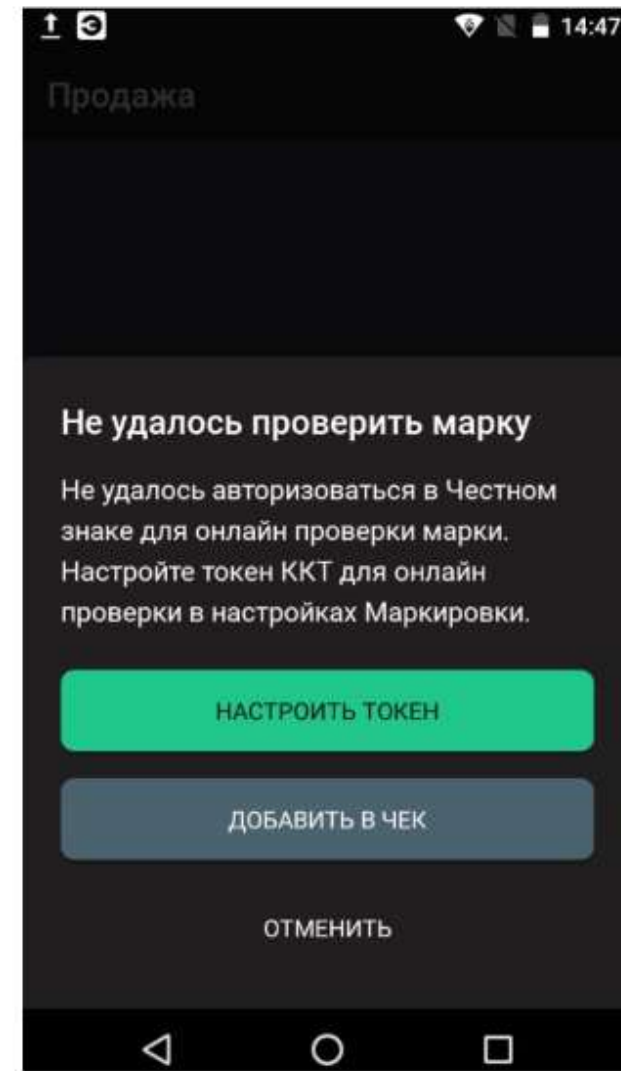 14:47
Продажа
Не удалось проверить марку
Не удалось авторизоваться в Честном
знаке для онлайн проверки марки.
Настройте токен ККТ для онлайн
проверки в настройках Маркировки.
НАСТРОИТЬ ТОКЕН
ДОБАВИТЬ В ЧЕК
ОТМЕНИТЬ